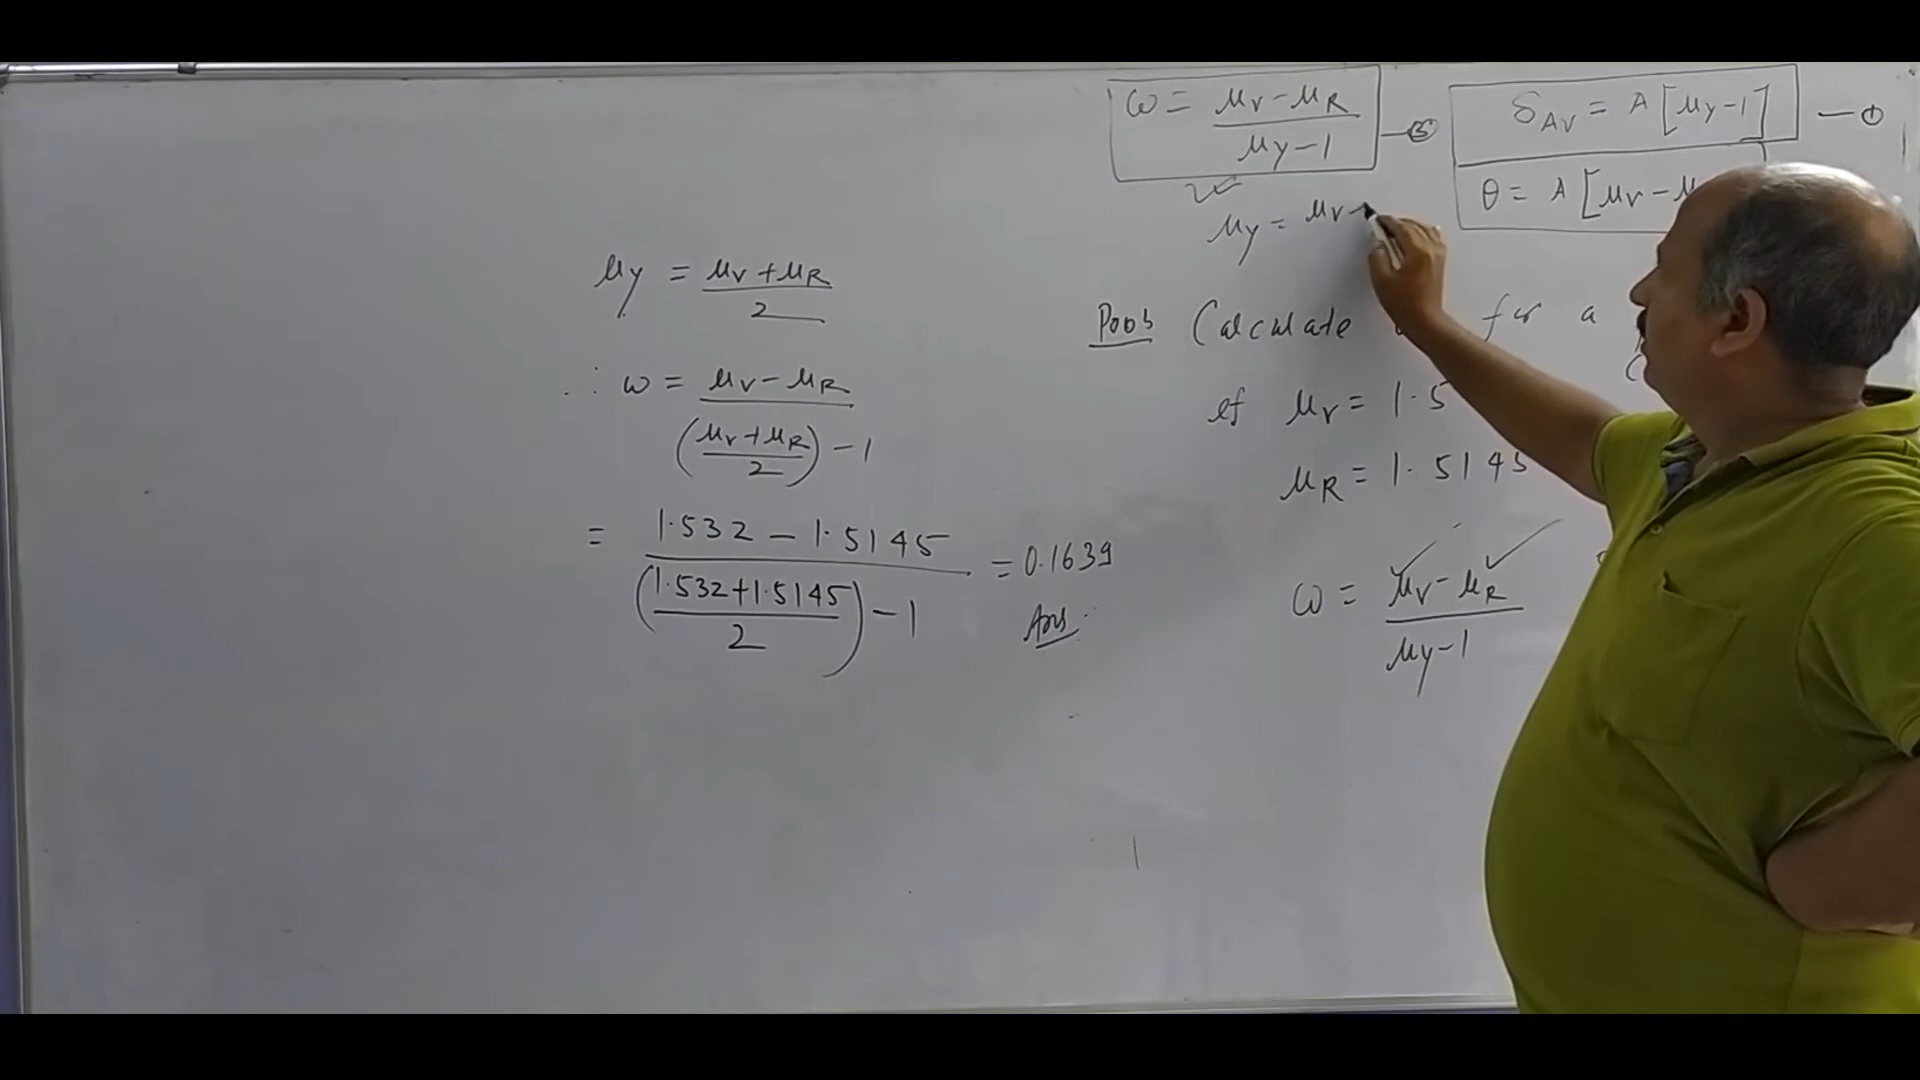 ω = μV − μR / μy − 1 — ⑤
δAV = A [μy − 1] — ①
θ = A [μV − μ
μy = μV
μy = μV + μR / 2
Prob Calculate for a
∴ ω = μV − μR / (μV + μR / 2) − 1
if μV = 1.5
μR = 1.5145
= 1.532 − 1.5145 / (1.532 + 1.5145 / 2) − 1 = 0.1639
Ans.
ω = μV − μR / μy − 1